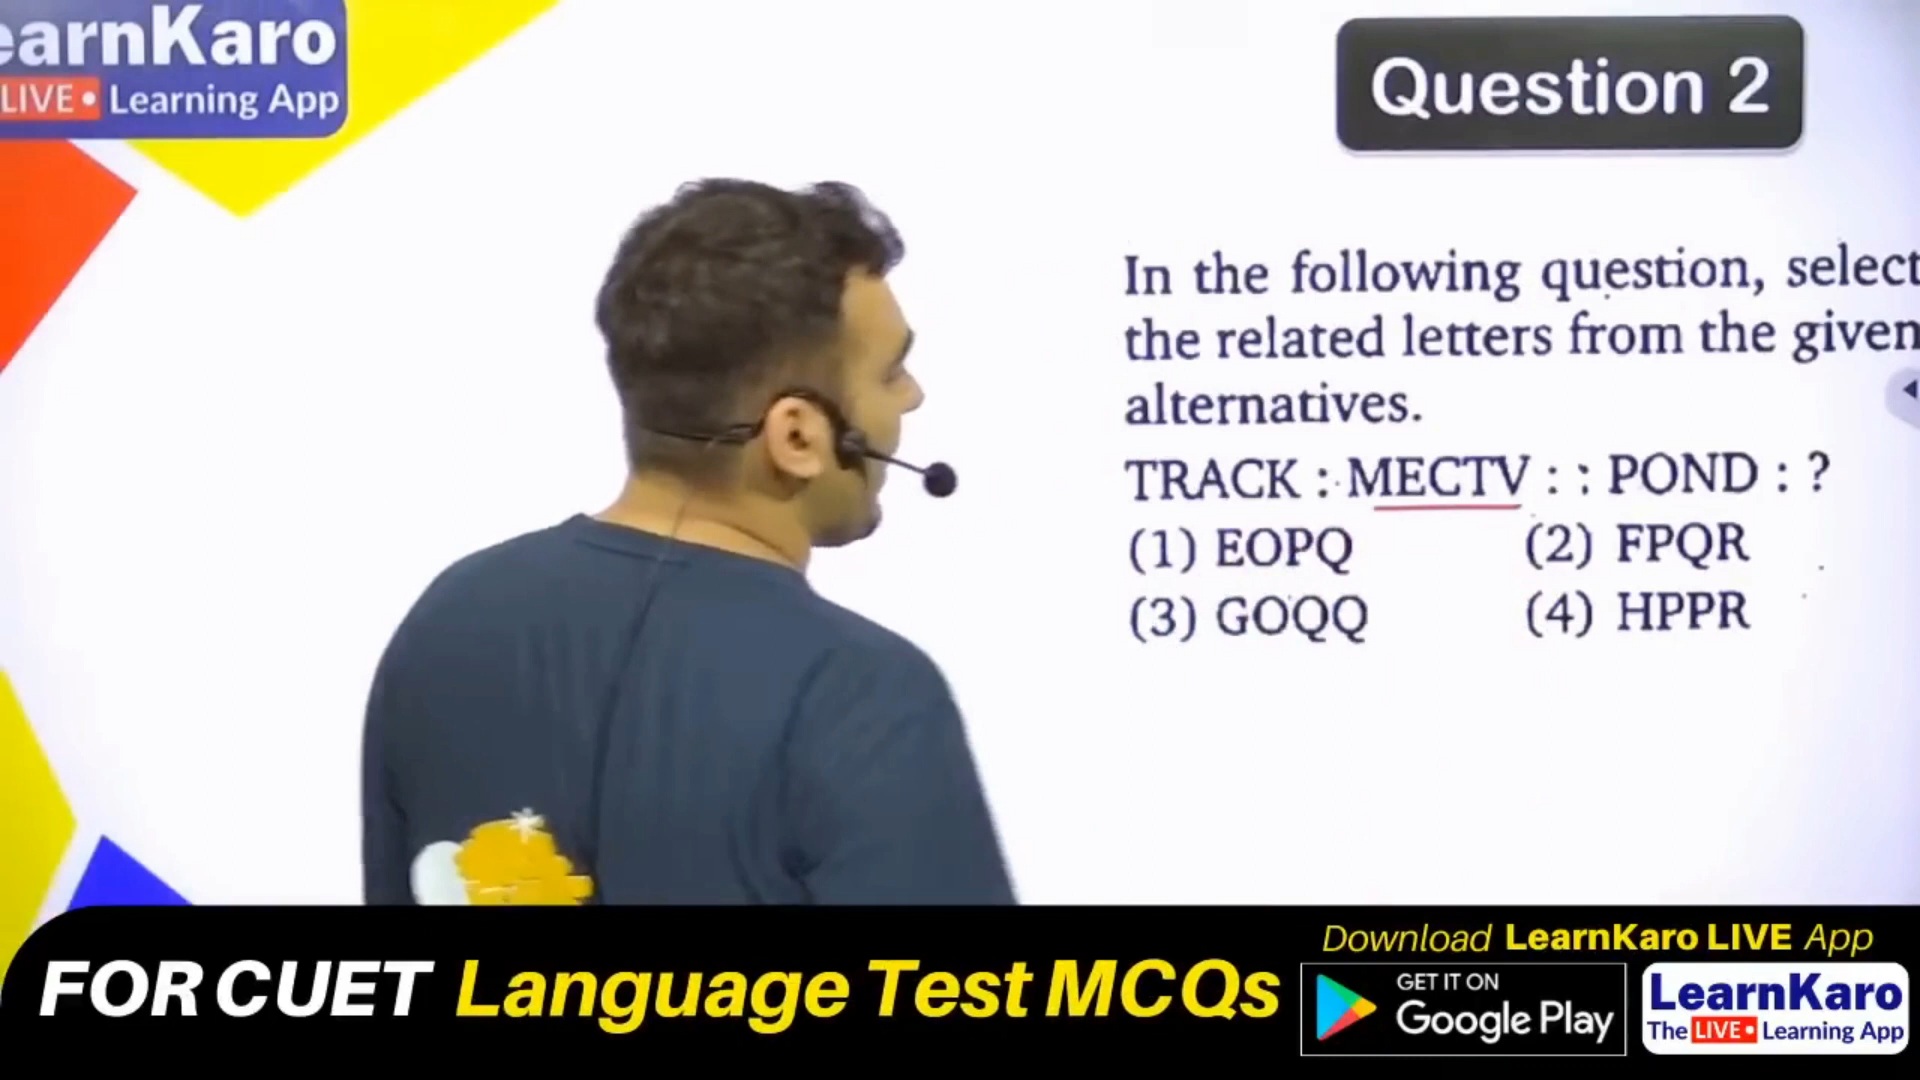 earnKaro
LIVE • Learning App
Question 2
In the following question, select
the related letters from the given
alternatives.
TRACK : MECTV : : POND : ?
(1) EOPQ (2) FPQR
(3) GOQQ (4) HPPR
FOR CUET Language Test MCQs
Download LearnKaro LIVE App
GET IT ON
Google Play
LearnKaro
The LIVE • Learning App